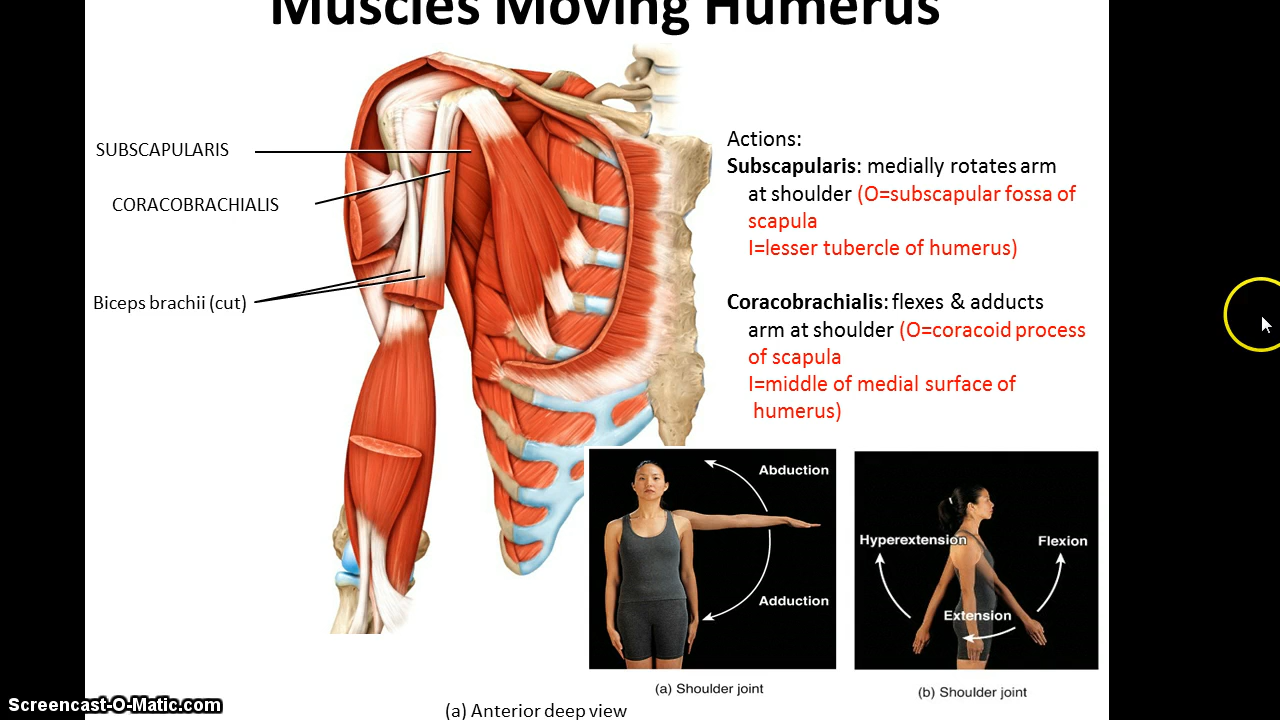 Muscles Moving Humerus
SUBSCAPULARIS
CORACOBRACHIALIS
Biceps brachii (cut)
Actions:
Subscapularis: medially rotates arm
at shoulder (O=subscapular fossa of
scapula
I=lesser tubercle of humerus)
Coracobrachialis: flexes & adducts
arm at shoulder (O=coracoid process
of scapula
I=middle of medial surface of
humerus)
Abduction
Adduction
(a) Shoulder joint
Hyperextension
Flexion
Extension
(b) Shoulder joint
(a) Anterior deep view
Screencast-O-Matic.com